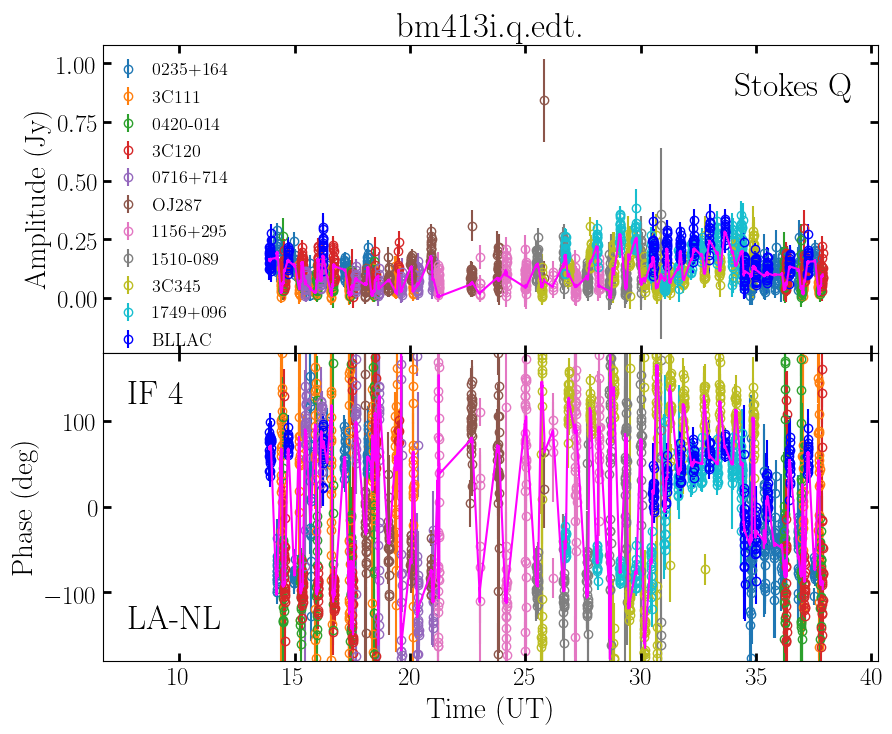 bm413i.q.edt.
1.00
0.75
0.50
0.25
0.00
Amplitude (Jy)
0235+164
3C111
0420-014
3C120
0716+714
OJ287
1156+295
1510-089
3C345
1749+096
BLLAC
Stokes Q
IF 4
LA-NL
100
0
−100
Phase (deg)
10 15 20 25 30 35 40
Time (UT)